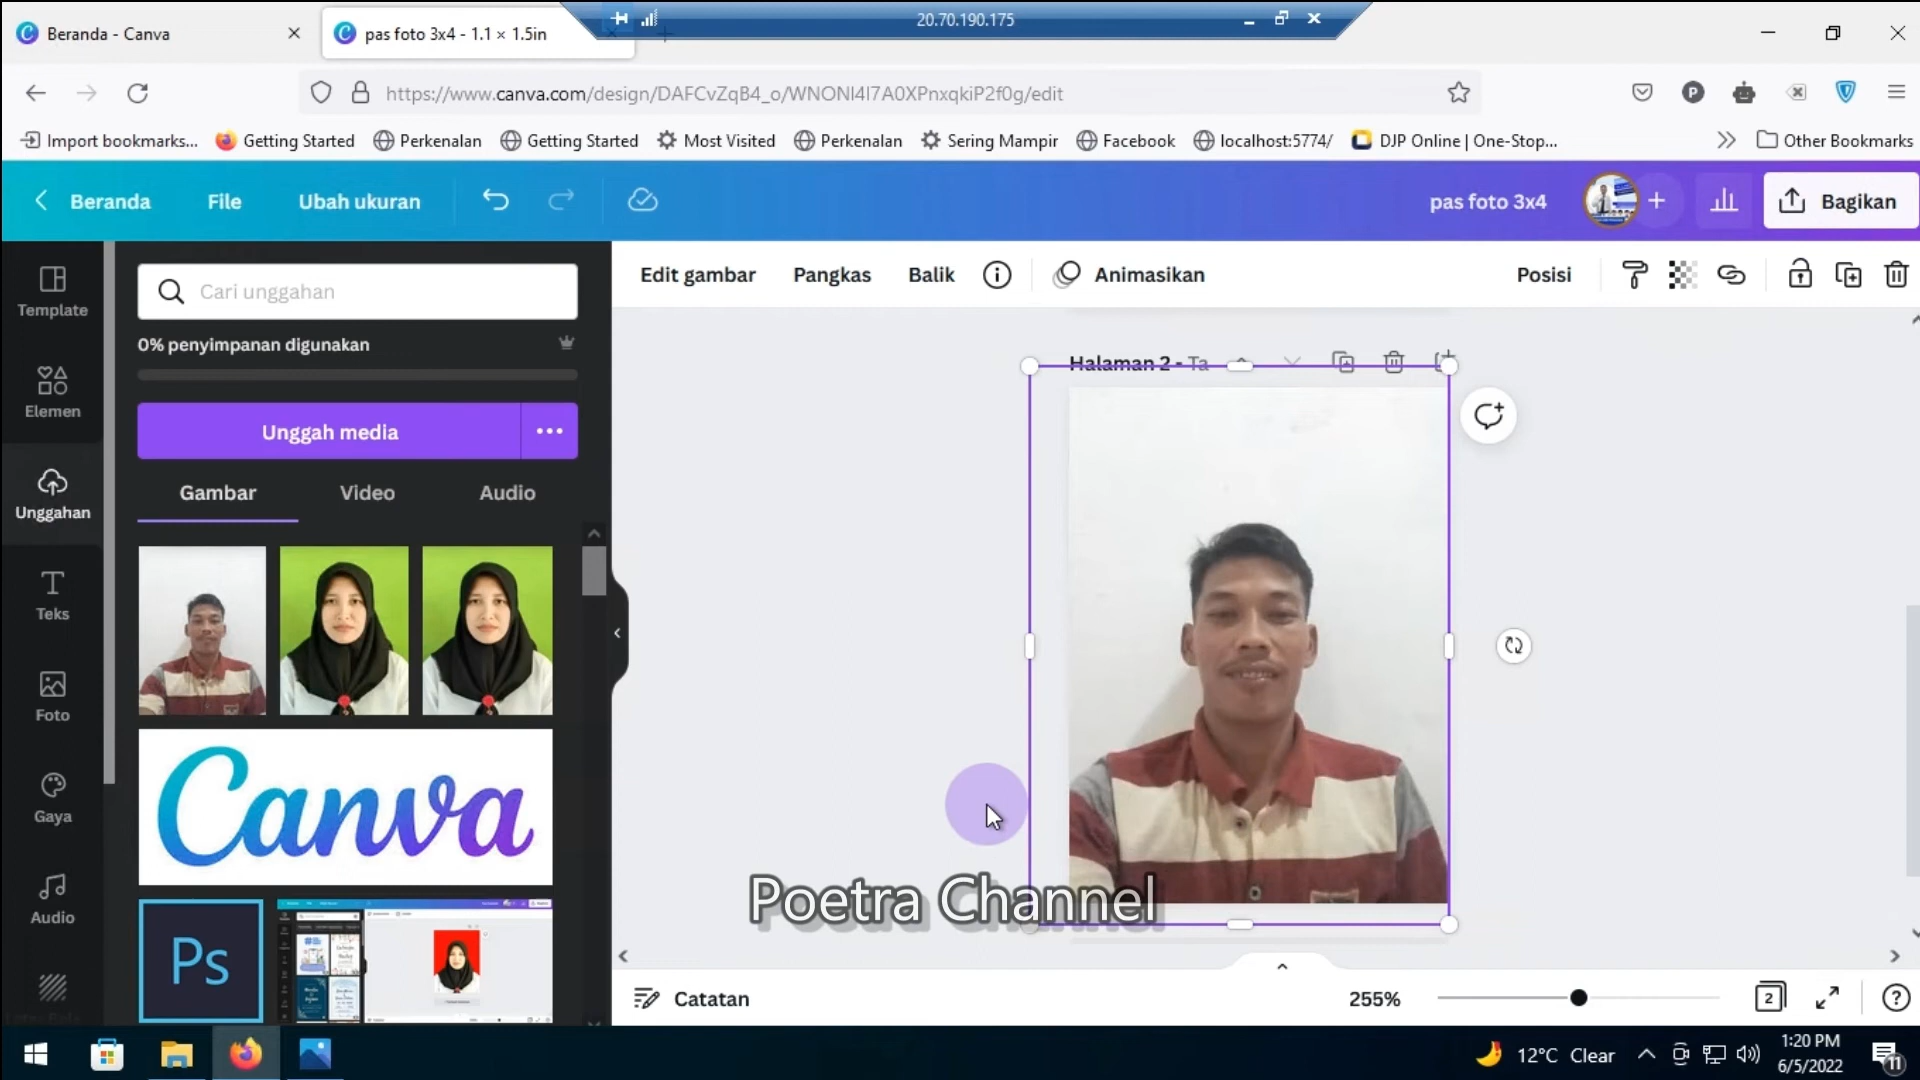 Beranda - Canva
pas foto 3x4 - 1.1 × 1.5in
20.70.190.175
https://www.canva.com/design/DAFCvZqB4_o/WNONI4I7A0XPnxqkiP2f0g/edit
Import bookmarks...
Getting Started
Perkenalan
Getting Started
Most Visited
Perkenalan
Sering Mampir
Facebook
localhost:5774/
DJP Online | One-Stop...
Other Bookmarks
Beranda
File
Ubah ukuran
pas foto 3x4
Bagikan
Template
Elemen
Unggahan
Teks
Foto
Gaya
Audio
Cari unggahan
0% penyimpanan digunakan
Unggah media
Gambar
Video
Audio
Canva
Ps
Edit gambar
Pangkas
Balik
Animasikan
Posisi
Halaman 2 - Ta
Poetra Channel
Catatan
255%
2
12°C Clear
1:20 PM
6/5/2022
11